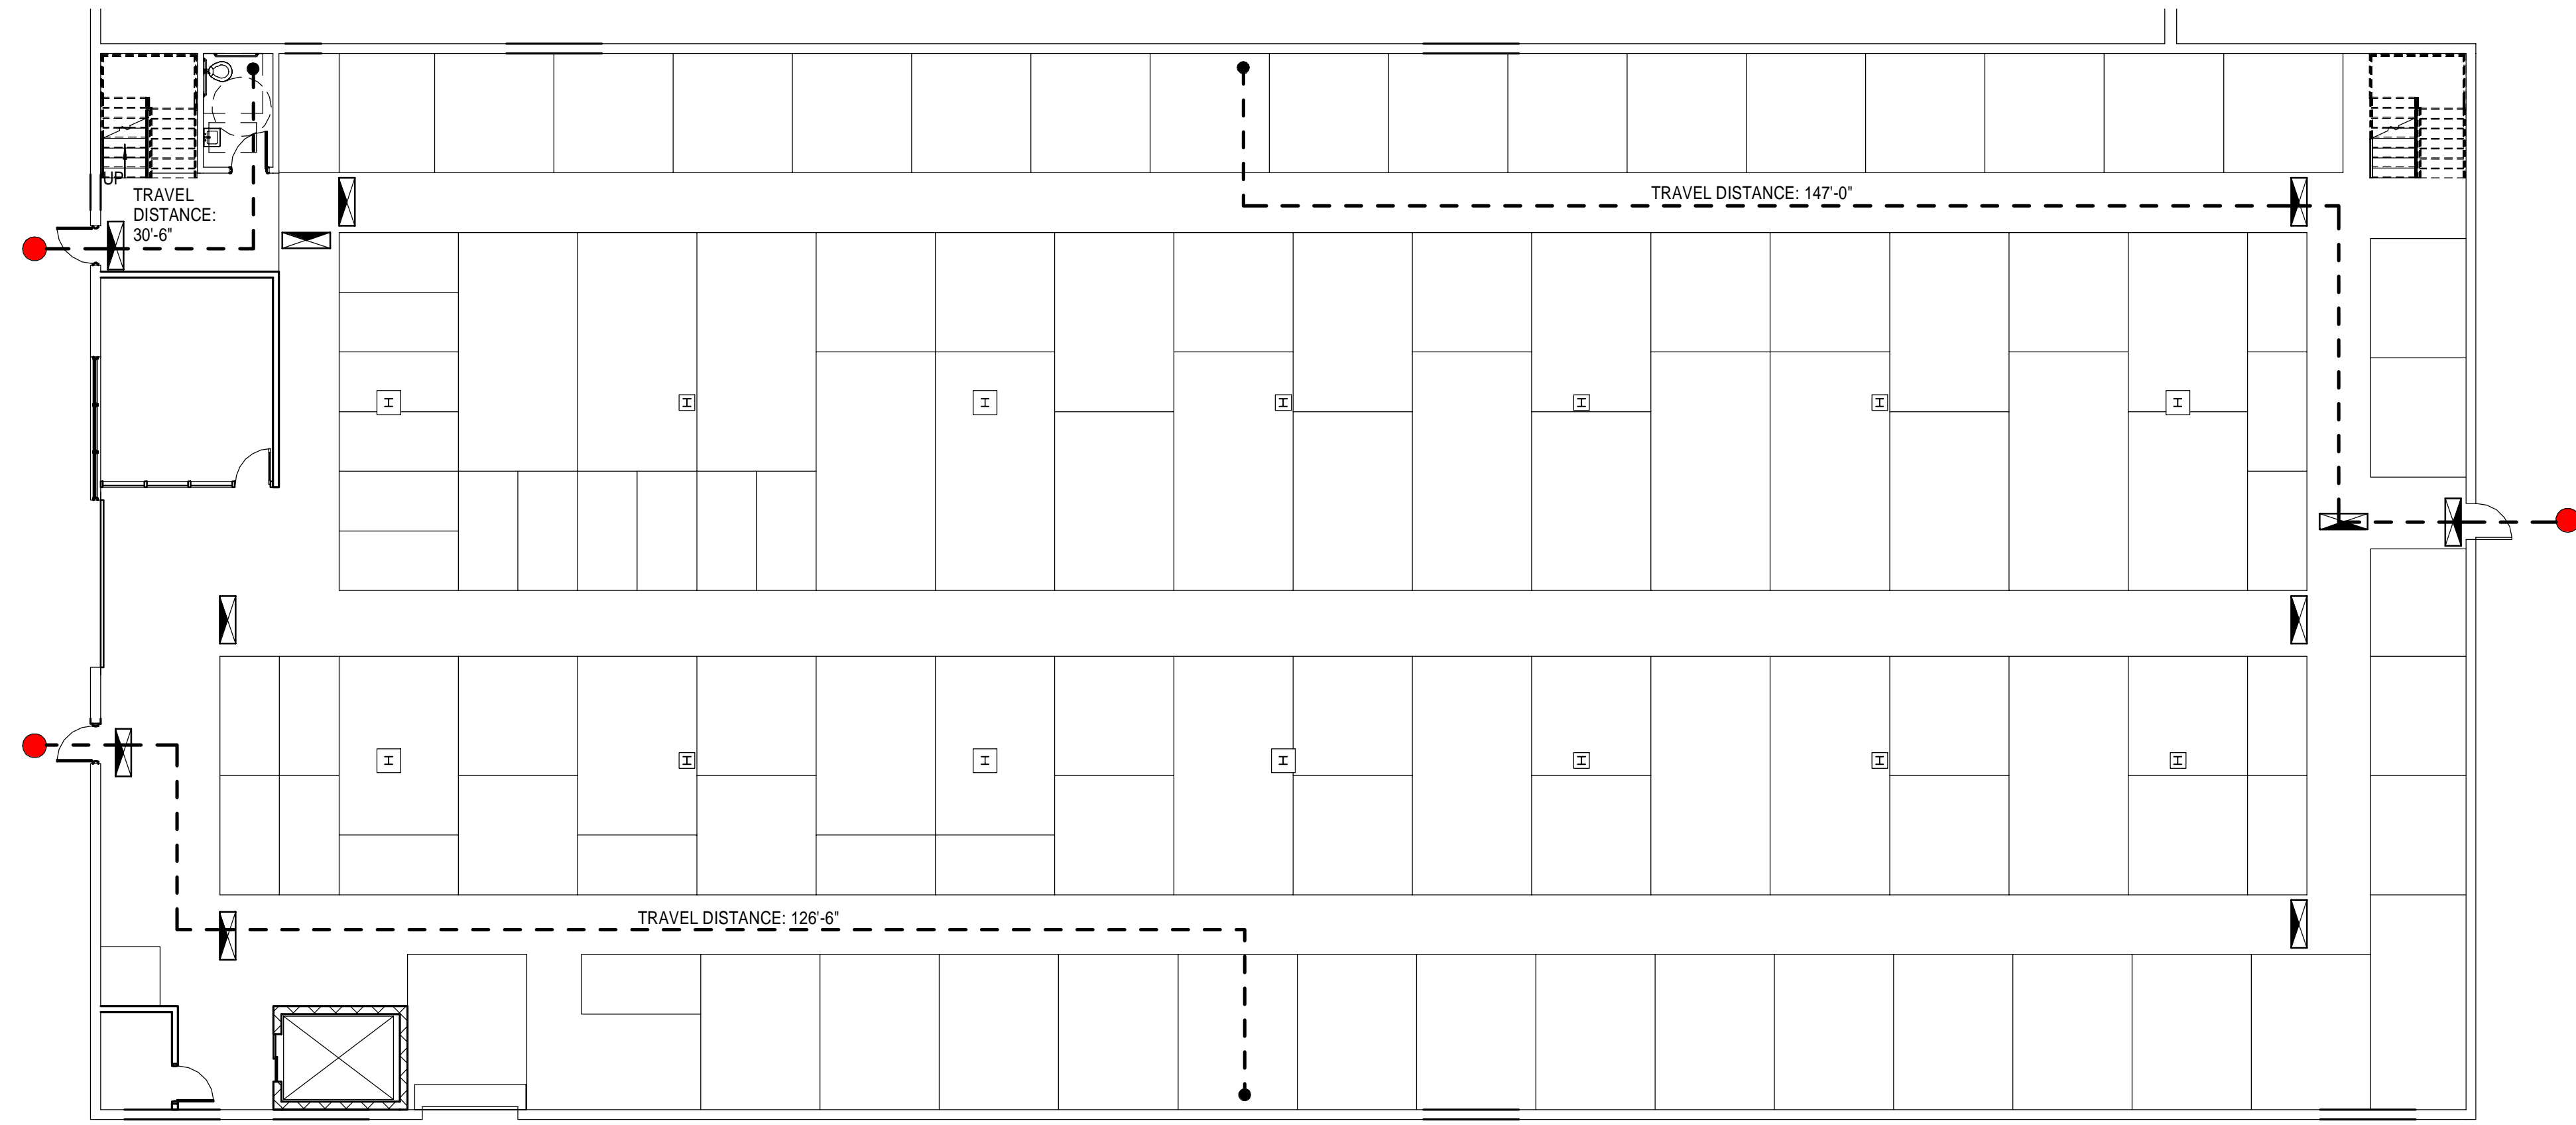 UP
TRAVEL
DISTANCE:
30'-6"
TRAVEL DISTANCE: 147'-0"
TRAVEL DISTANCE: 126'-6"